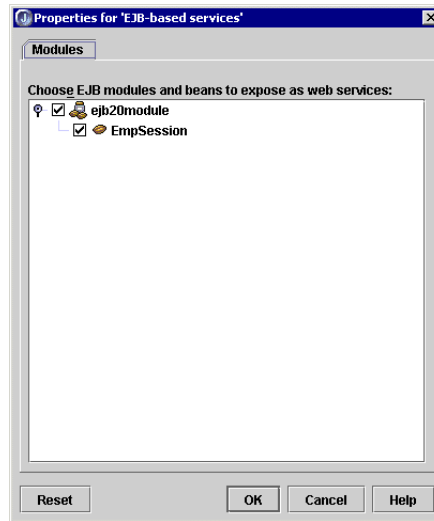 Properties for 'EJB-based services'
Modules
Choose EJB modules and beans to expose as web services:
ejb20module
EmpSession
Reset OK Cancel Help